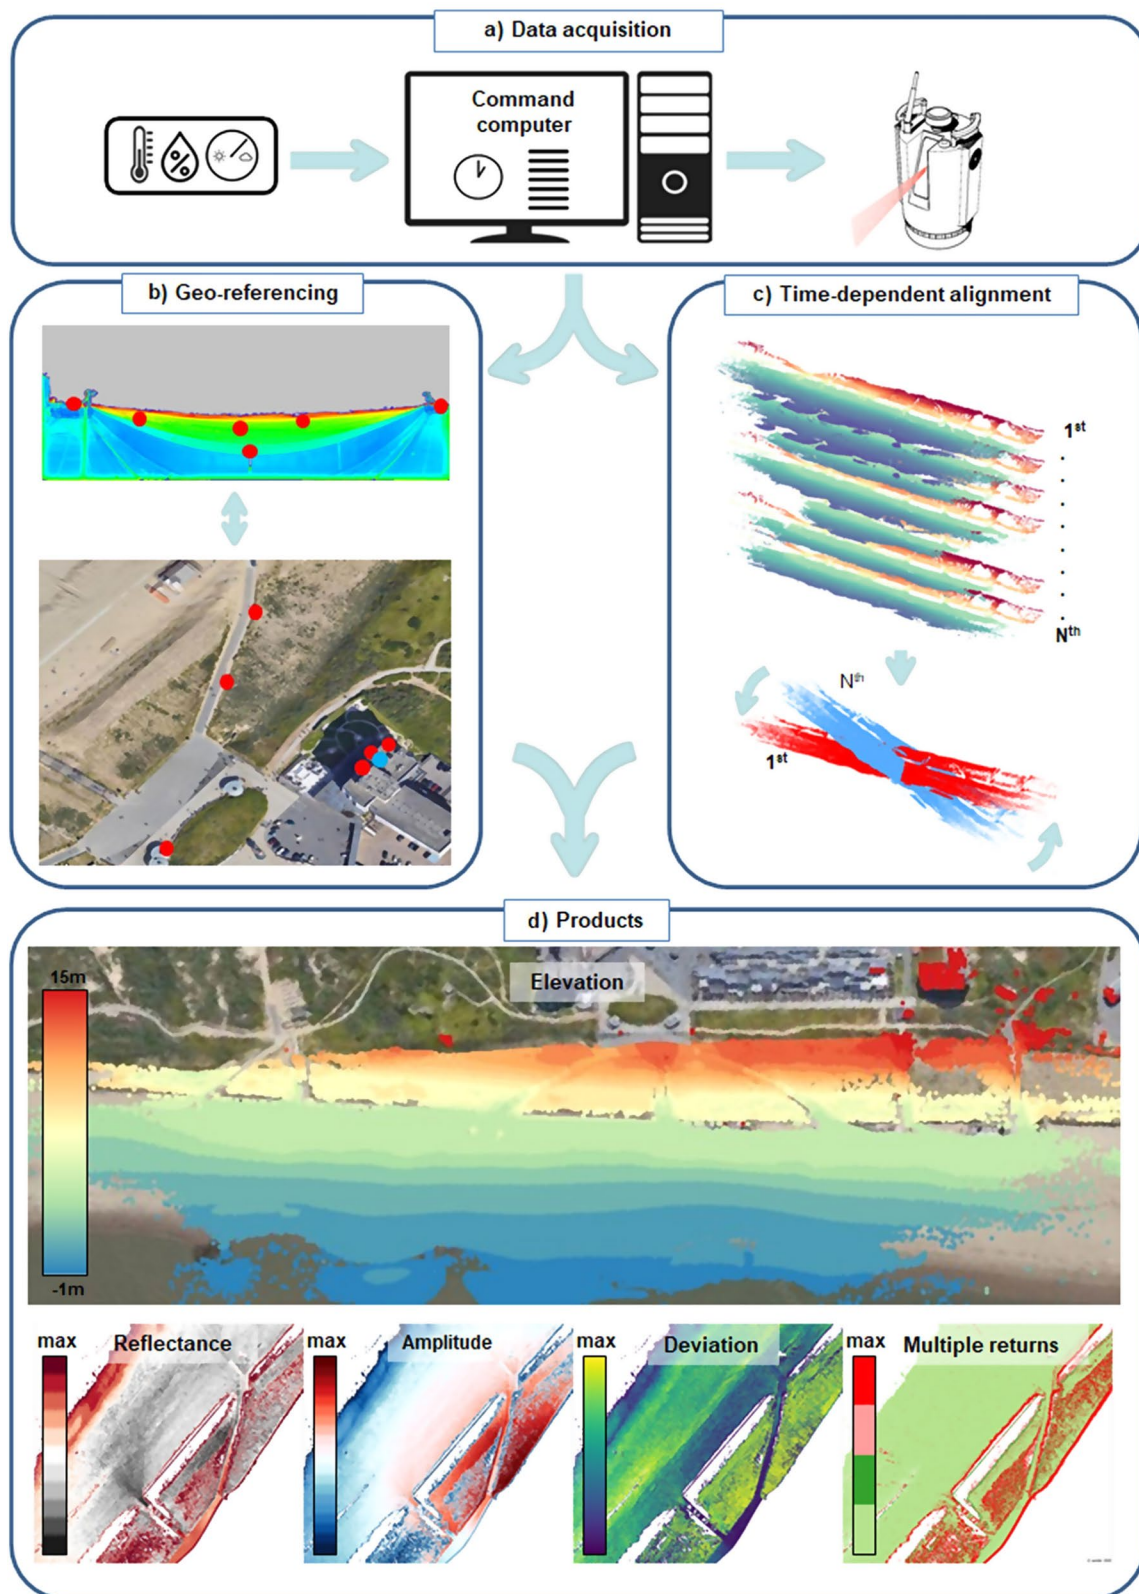 a) Data acquisition
Command
computer
%
b) Geo-referencing
c) Time-dependent alignment
1st
Nth
Nth
1st
d) Products
Elevation
15m
-1m
max
Reflectance
max
Amplitude
max
Deviation
max
Multiple returns